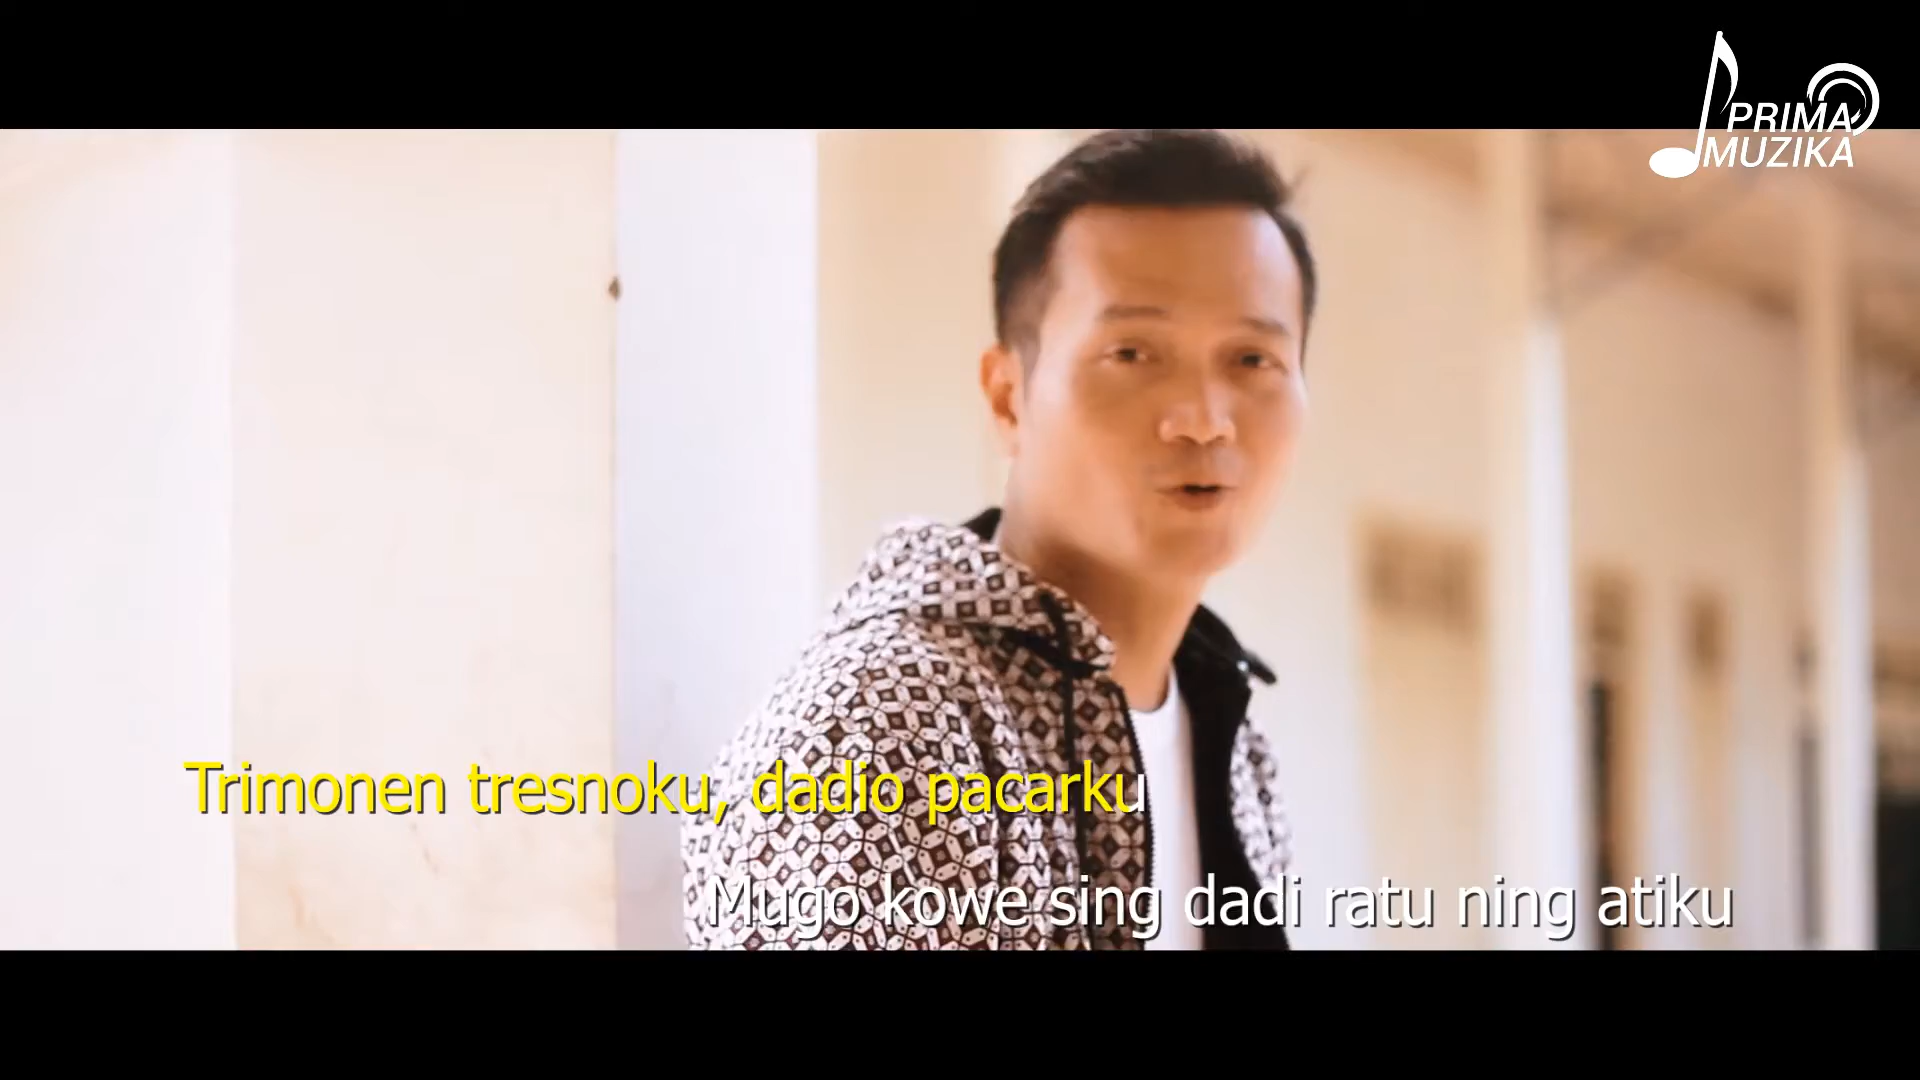 PRIMA
MUZIKA
Trimonen tresnoku, dadio pacarku
Mugo kowe sing dadi ratu ning atiku